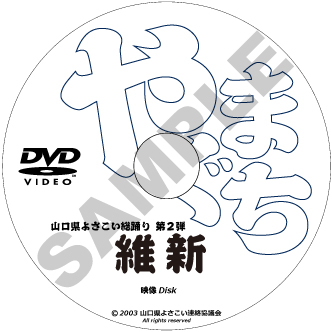 やまぐち
SAMPLE
DVD
VIDEO™
山口県よさこい総踊り 第2弾
維新
映像 Disk
© 2003 山口県よさこい連絡協議会
All rights reserved